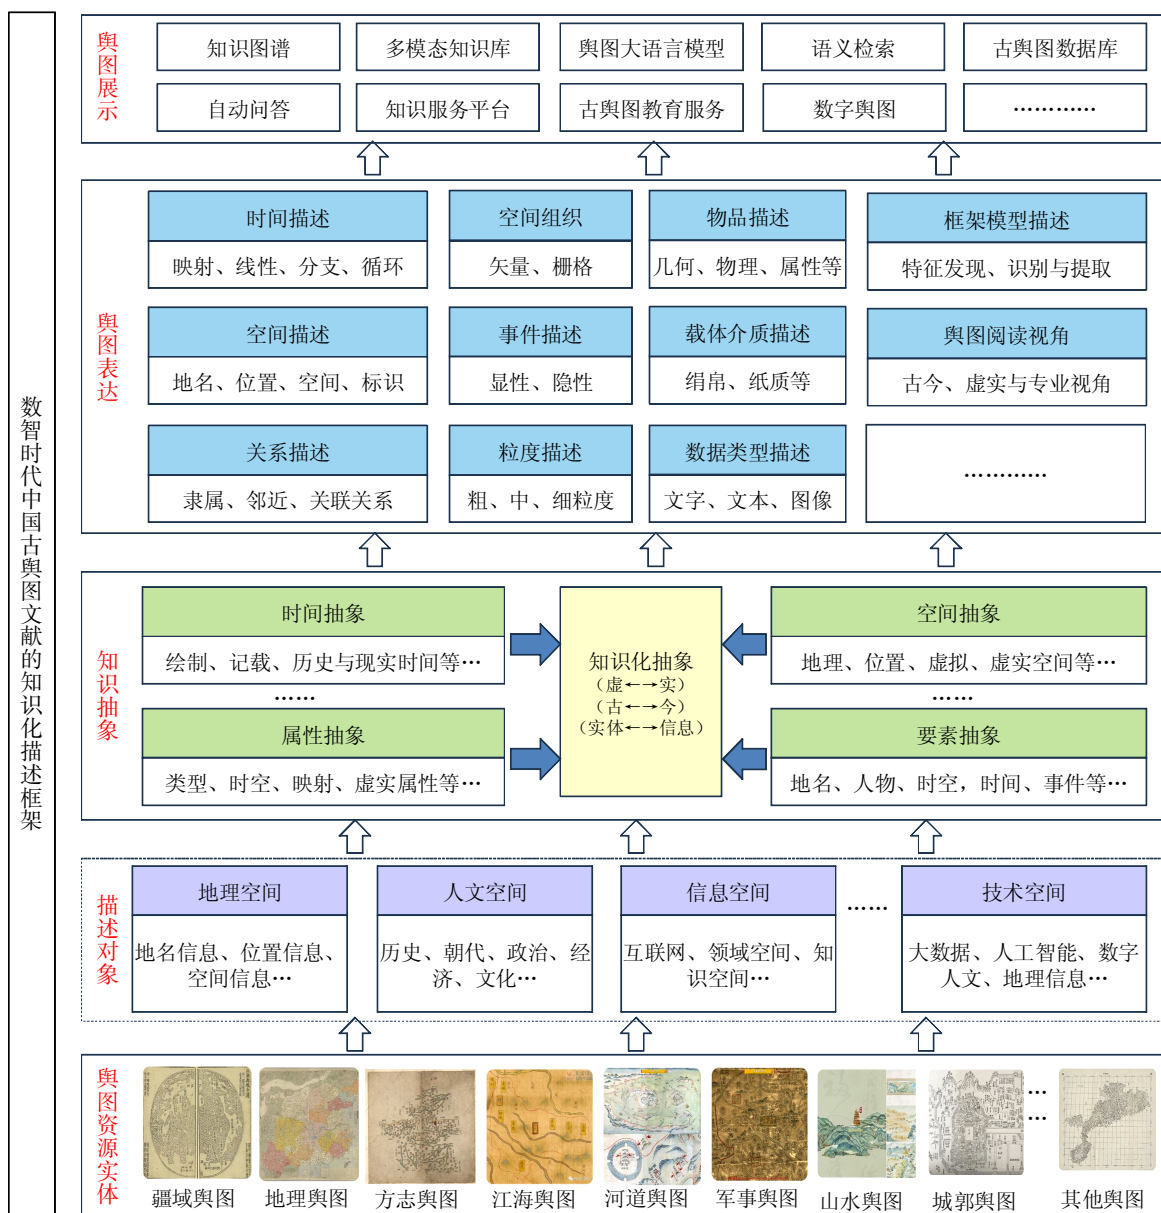 数智时代中国古舆图文献的知识化描述框架
舆图展示
知识图谱
多模态知识库
舆图大语言模型
语义检索
古舆图数据库
自动问答
知识服务平台
古舆图教育服务
数字舆图
…………
舆图表达
时间描述
映射、线性、分支、循环
空间组织
矢量、栅格
物品描述
几何、物理、属性等
框架模型描述
特征发现、识别与提取
空间描述
地名、位置、空间、标识
事件描述
显性、隐性
载体介质描述
绢帛、纸质等
舆图阅读视角
古今、虚实与专业视角
关系描述
隶属、邻近、关联关系
粒度描述
粗、中、细粒度
数据类型描述
文字、文本、图像
…………
知识抽象
时间抽象
绘制、记载、历史与现实时间等…
……
属性抽象
类型、时空、映射、虚实属性等…
知识化抽象
（虚←→实）
（古←→今）
（实体←→信息）
空间抽象
地理、位置、虚拟、虚实空间等…
……
要素抽象
地名、人物、时空，时间、事件等…
描述对象
地理空间
地名信息、位置信息、
空间信息…
人文空间
历史、朝代、政治、经
济、文化…
信息空间
互联网、领域空间、知
识空间…
……
技术空间
大数据、人工智能、数字
人文、地理信息…
舆图资源实体
疆域舆图
地理舆图
方志舆图
江海舆图
河道舆图
军事舆图
山水舆图
城郭舆图
…
…
其他舆图